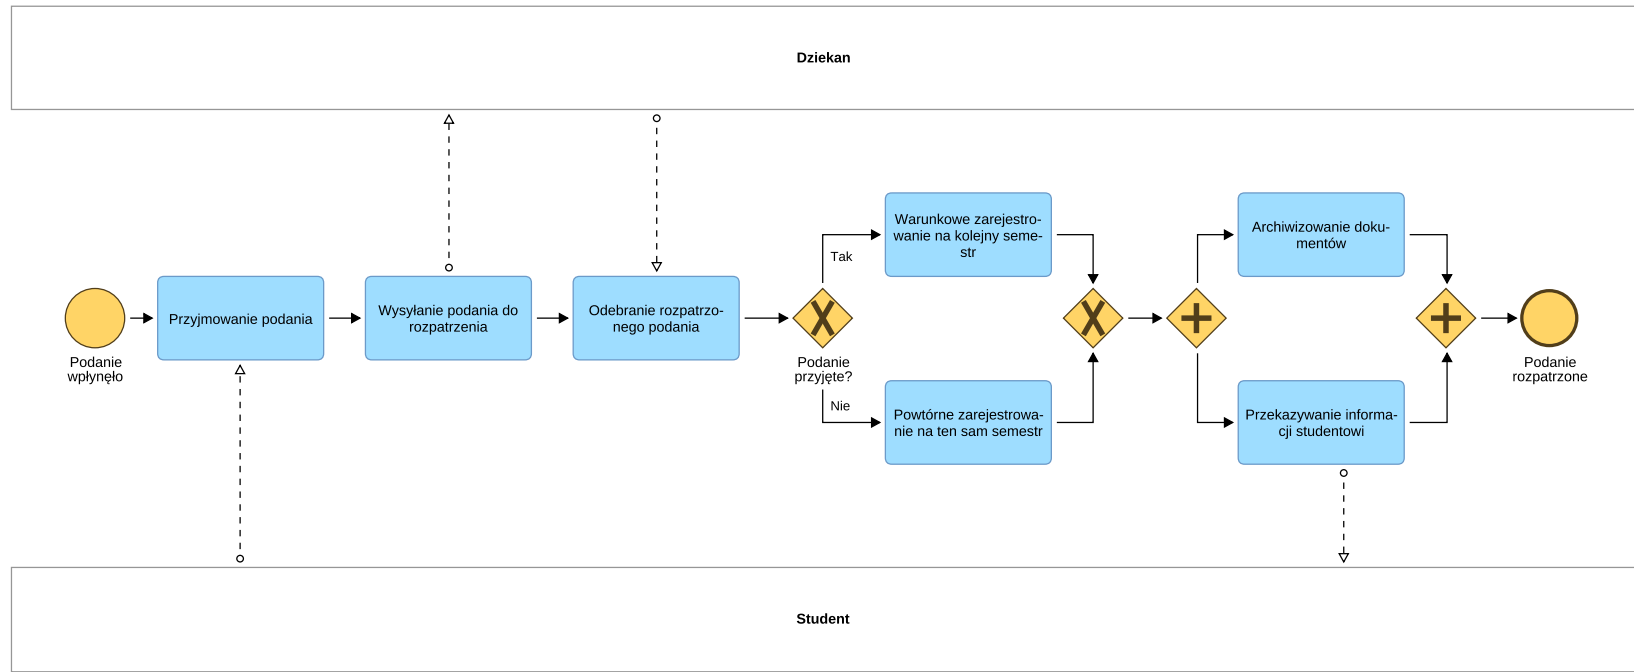 Dziekan
Podanie
wpłynęło
Przyjmowanie podania
Wysyłanie podania do
rozpatrzenia
Odebranie rozpatrzo-
nego podania
Podanie
przyjęte?
Tak
Nie
Warunkowe zarejestro-
wanie na kolejny seme-
str
Powtórne zarejestrowa-
nie na ten sam semestr
Archiwizowanie doku-
mentów
Przekazywanie informa-
cji studentowi
Podanie
rozpatrzone
Student